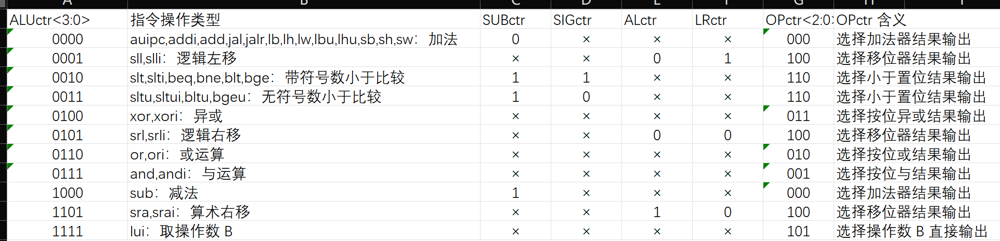 A B C D E F G H I
ALUctr<3:0> 指令操作类型 SUBctr SIGctr ALctr LRctr OPctr<2:0> OPctr 含义
0000 auipc,addi,add,jal,jalr,lb,lh,lw,lbu,lhu,sb,sh,sw：加法 0 × × × 000 选择加法器结果输出
0001 sll,slli：逻辑左移 × × 0 1 100 选择移位器结果输出
0010 slt,slti,beq,bne,blt,bge：带符号数小于比较 1 1 × × 110 选择小于置位结果输出
0011 sltu,sltui,bltu,bgeu：无符号数小于比较 1 0 × × 110 选择小于置位结果输出
0100 xor,xori：异或 × × × × 011 选择按位异或结果输出
0101 srl,srli：逻辑右移 × × 0 0 100 选择移位器结果输出
0110 or,ori：或运算 × × × × 010 选择按位或结果输出
0111 and,andi：与运算 × × × × 001 选择按位与结果输出
1000 sub：减法 1 × × × 000 选择加法器结果输出
1101 sra,srai：算术右移 × × 1 0 100 选择移位器结果输出
1111 lui：取操作数 B × × × × 101 选择操作数 B 直接输出